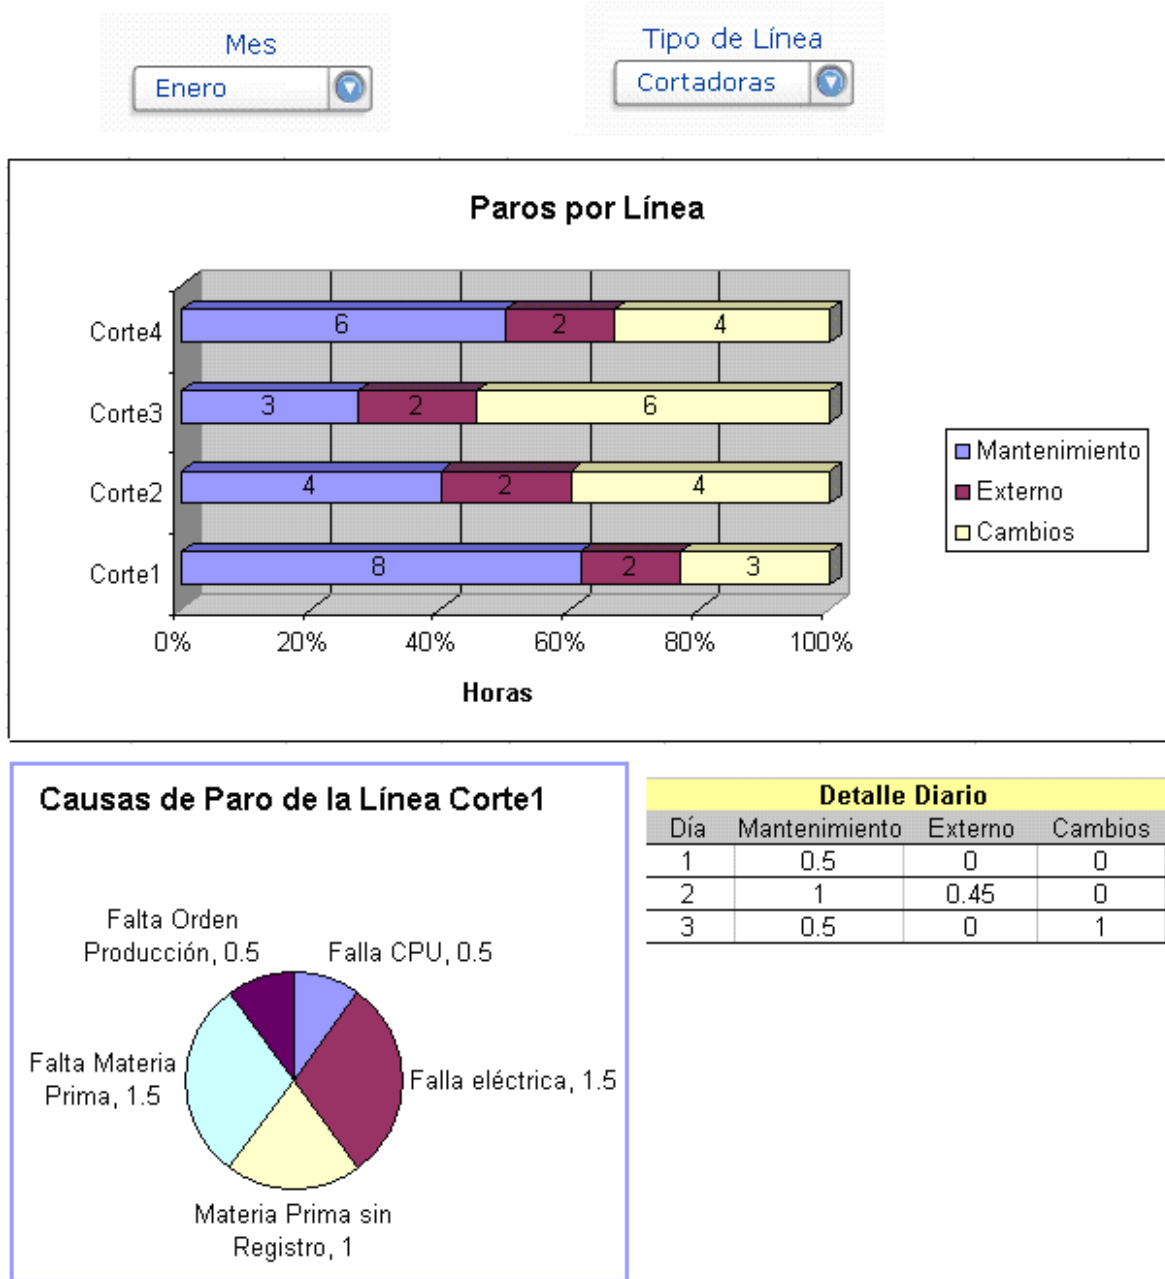 Mes
Enero
Tipo de Línea
Cortadoras
Paros por Línea
Corte4
6
2
4
Corte3
3
2
6
Corte2
4
2
4
Corte1
8
2
3
0%
20%
40%
60%
80%
100%
Horas
Mantenimiento
Externo
Cambios
Causas de Paro de la Línea Corte1
Falta Orden
Producción, 0.5
Falla CPU, 0.5
Falta Materia
Prima, 1.5
Falla eléctrica, 1.5
Materia Prima sin
Registro, 1
Detalle Diario
Día Mantenimiento Externo Cambios
1 0.5 0 0
2 1 0.45 0
3 0.5 0 1